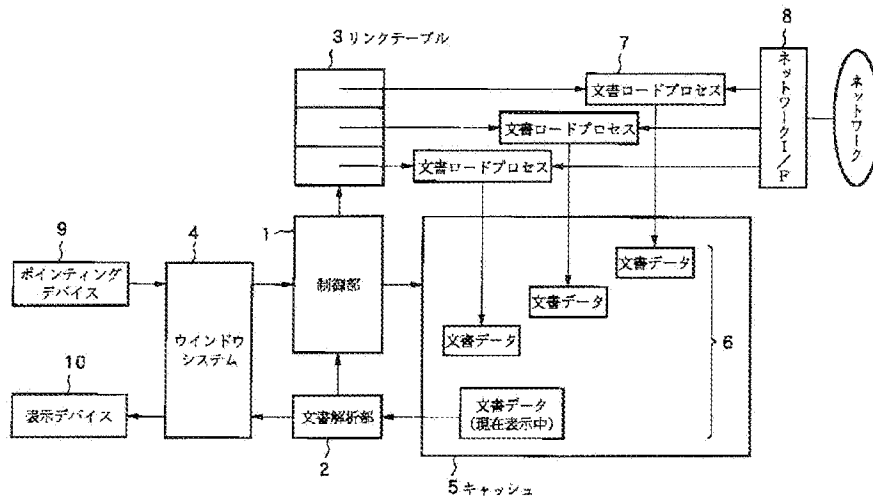 3 リンクテーブル
7
8
文書ロードプロセス
文書ロードプロセス
文書ロードプロセス
ネットワークI/F
ネットワーク
9
4
1
ポインティング
デバイス
ウインドウ
システム
制御部
文書データ
文書データ
文書データ
6
10
表示デバイス
文書解析部
2
文書データ
(現在表示中)
5 キャッシュ